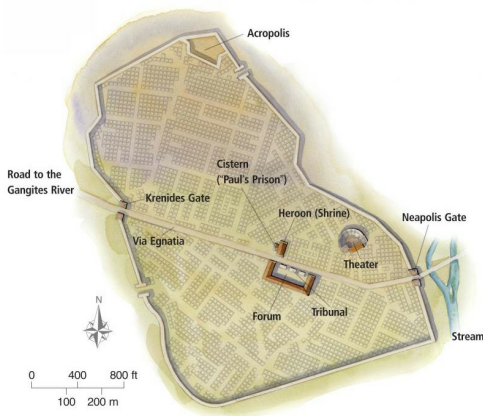 Acropolis
Cistern
("Paul's Prison")
Road to the
Gangites River
Krenides Gate
Heroon (Shrine)
Neapolis Gate
Via Egnatia
Theater
Forum
Tribunal
Stream
N
0 400 800 ft
100 200 m